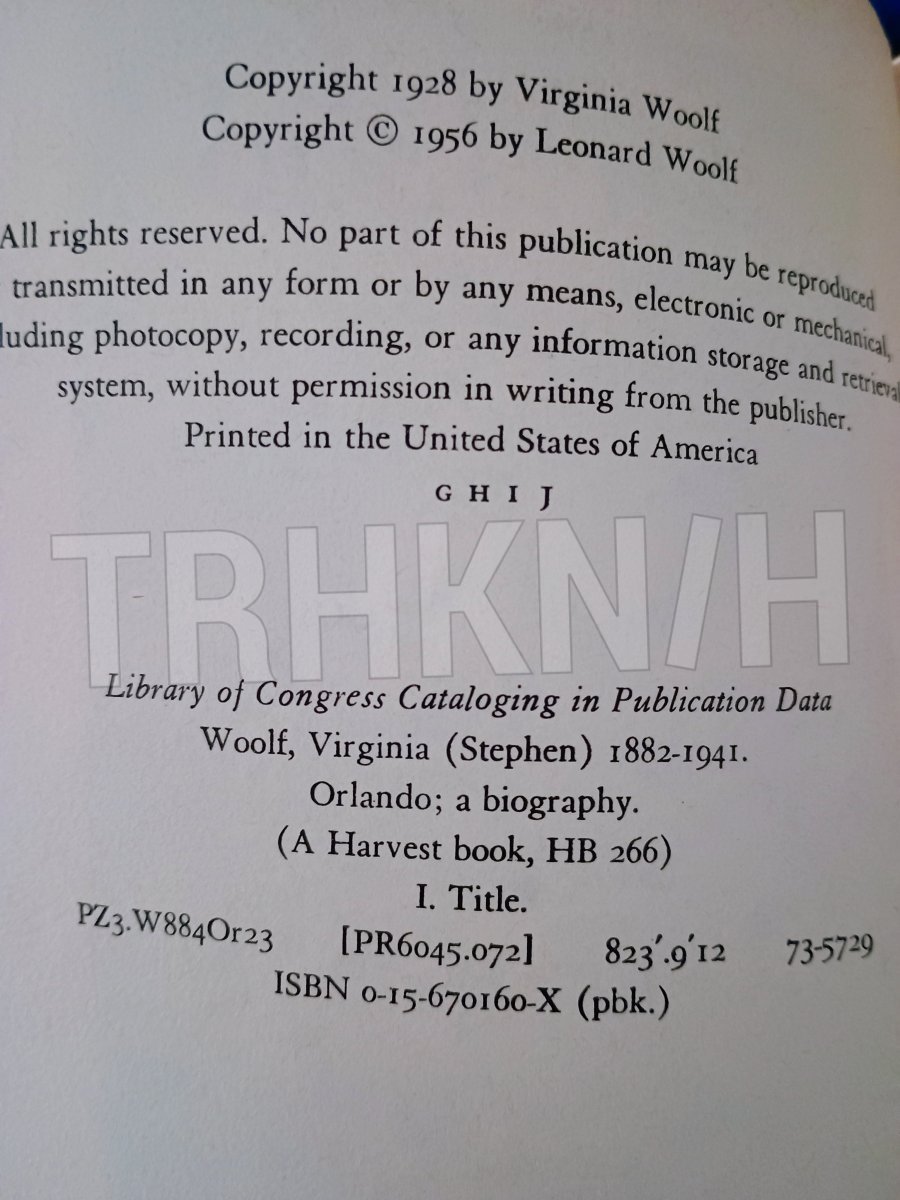 Copyright 1928 by Virginia Woolf
Copyright © 1956 by Leonard Woolf
All rights reserved. No part of this publication may be reproduced
transmitted in any form or by any means, electronic or mechanical,
luding photocopy, recording, or any information storage and retrieval
system, without permission in writing from the publisher.
Printed in the United States of America
G H I J
TRHKN/H
Library of Congress Cataloging in Publication Data
Woolf, Virginia (Stephen) 1882-1941.
Orlando; a biography.
(A Harvest book, HB 266)
I. Title.
PZ3.W884Or23 [PR6045.072] 823′.9′12 73-5729
ISBN 0-15-670160-X (pbk.)